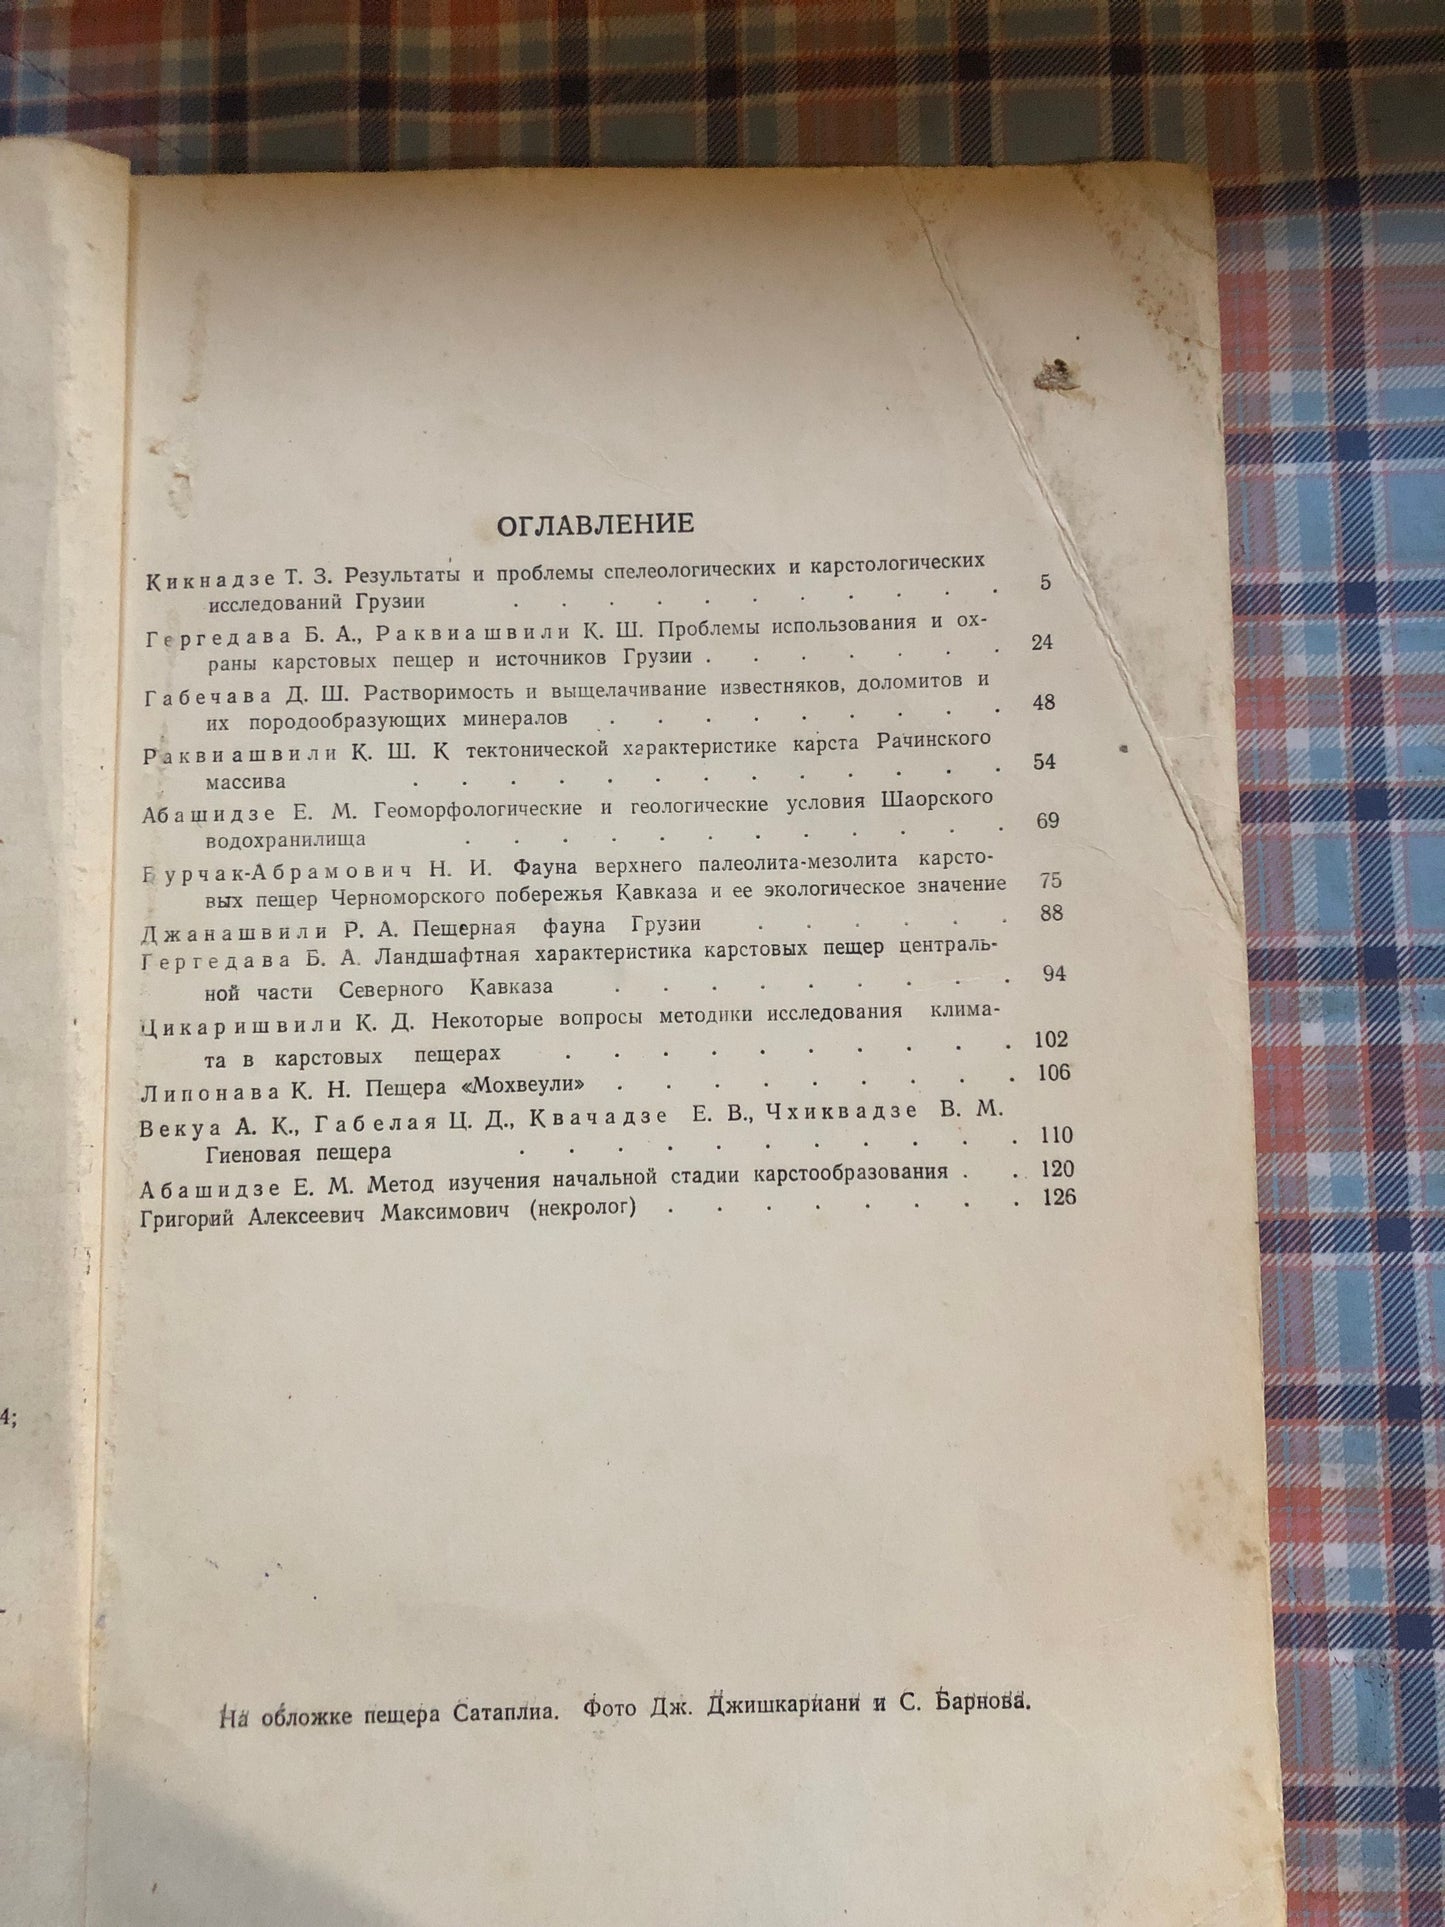 ОГЛАВЛЕНИЕ
Кикнадзе Т. З. Результаты и проблемы спелеологических и карстологических
исследований Грузии . . . . . . . . . . . 5
Гергедава Б. А., Раквиашвили К. Ш. Проблемы использования и ох-
раны карстовых пещер и источников Грузии . . . . . . . 24
Габечава Д. Ш. Растворимость и выщелачивание известняков, доломитов и
их породообразующих минералов . . . . . . . . . 48
Раквиашвили К. Ш. К тектонической характеристике карста Рачинского
массива . . . . . . . . . . . . . 54
Абашидзе Е. М. Геоморфологические и геологические условия Шаорского
водохранилища . . . . . . . . . . . . 69
Бурчак-Абрамович Н. И. Фауна верхнего палеолита-мезолита карсто-
вых пещер Черноморского побережья Кавказа и ее экологическое значение 75
Джанашвили Р. А. Пещерная фауна Грузии . . . . . . 88
Гергедава Б. А. Ландшафтная характеристика карстовых пещер централь-
ной части Северного Кавказа . . . . . . . . . 94
Цикаришвили К. Д. Некоторые вопросы методики исследования клима-
та в карстовых пещерах . . . . . . . . . . 102
Липонава К. Н. Пещера «Мохвеули» . . . . . . . . . 106
Векуа А. К., Габелая Ц. Д., Квачадзе Е. В., Чхиквадзе В. М.
Гиеновая пещера . . . . . . . . . . . 110
Абашидзе Е. М. Метод изучения начальной стадии карстообразования . . 120
Григорий Алексеевич Максимович (некролог) . . . . . . . . 126
4;
На обложке пещера Сатаплиа. Фото Дж. Джишкариани и С. Барнова.